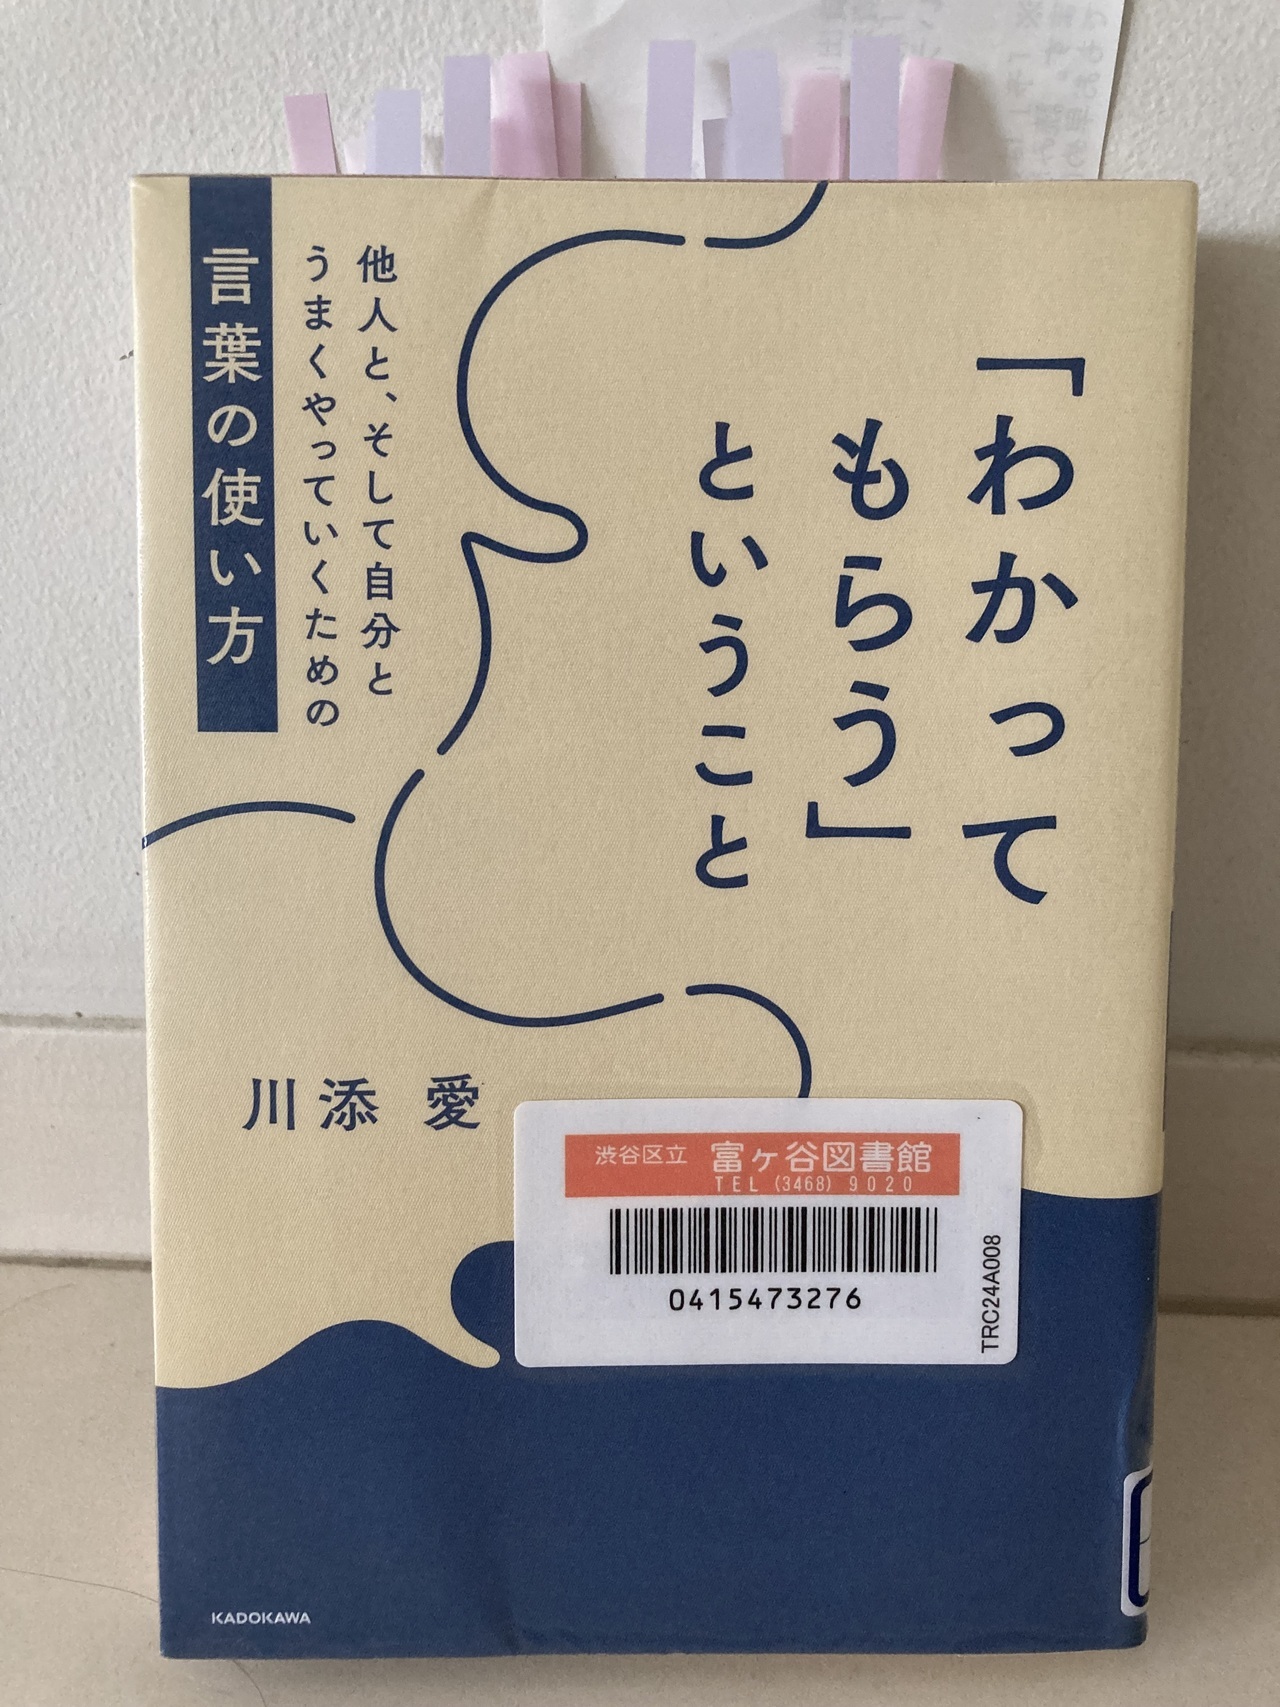 「わかって
もらう」
ということ
他人と、そして自分と
うまくやっていくための
言葉の使い方
川添 愛
渋谷区立 富ヶ谷図書館
TEL (3468) 9020
0415473276
TRC24A008
KADOKAWA